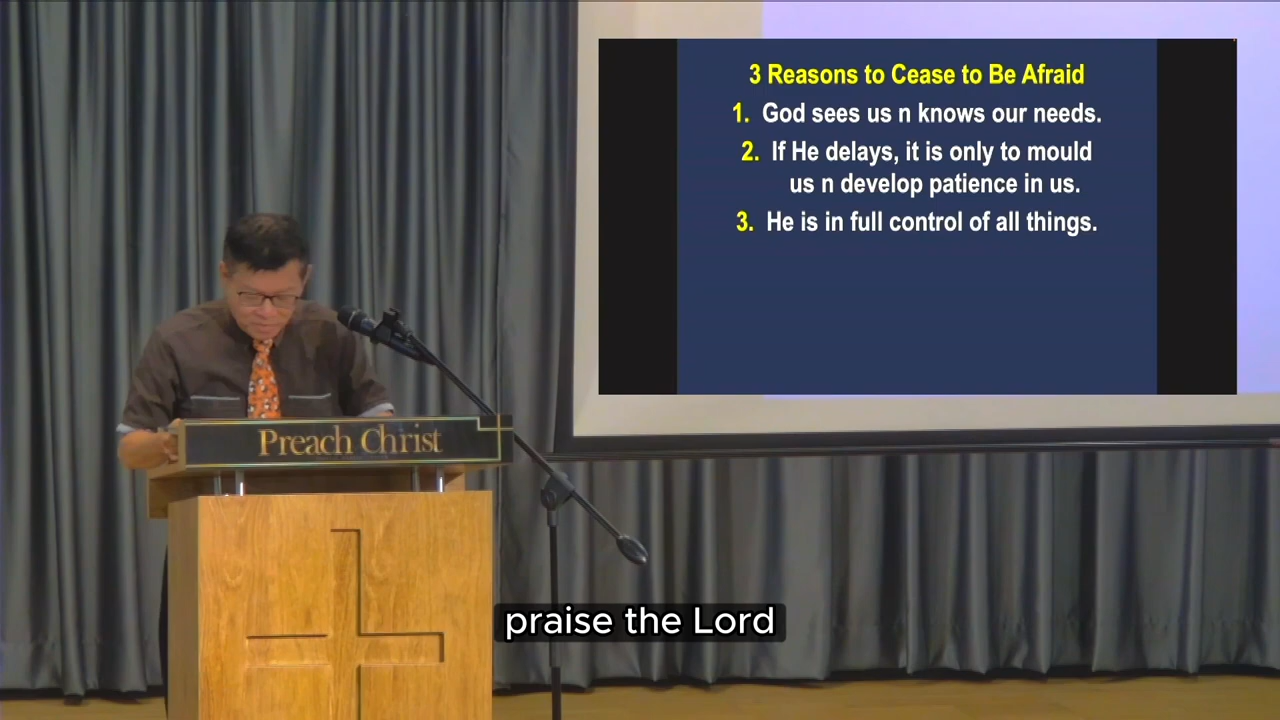 3 Reasons to Cease to Be Afraid
1. God sees us n knows our needs.
2. If He delays, it is only to mould
us n develop patience in us.
3. He is in full control of all things.
Preach Christ
praise the Lord